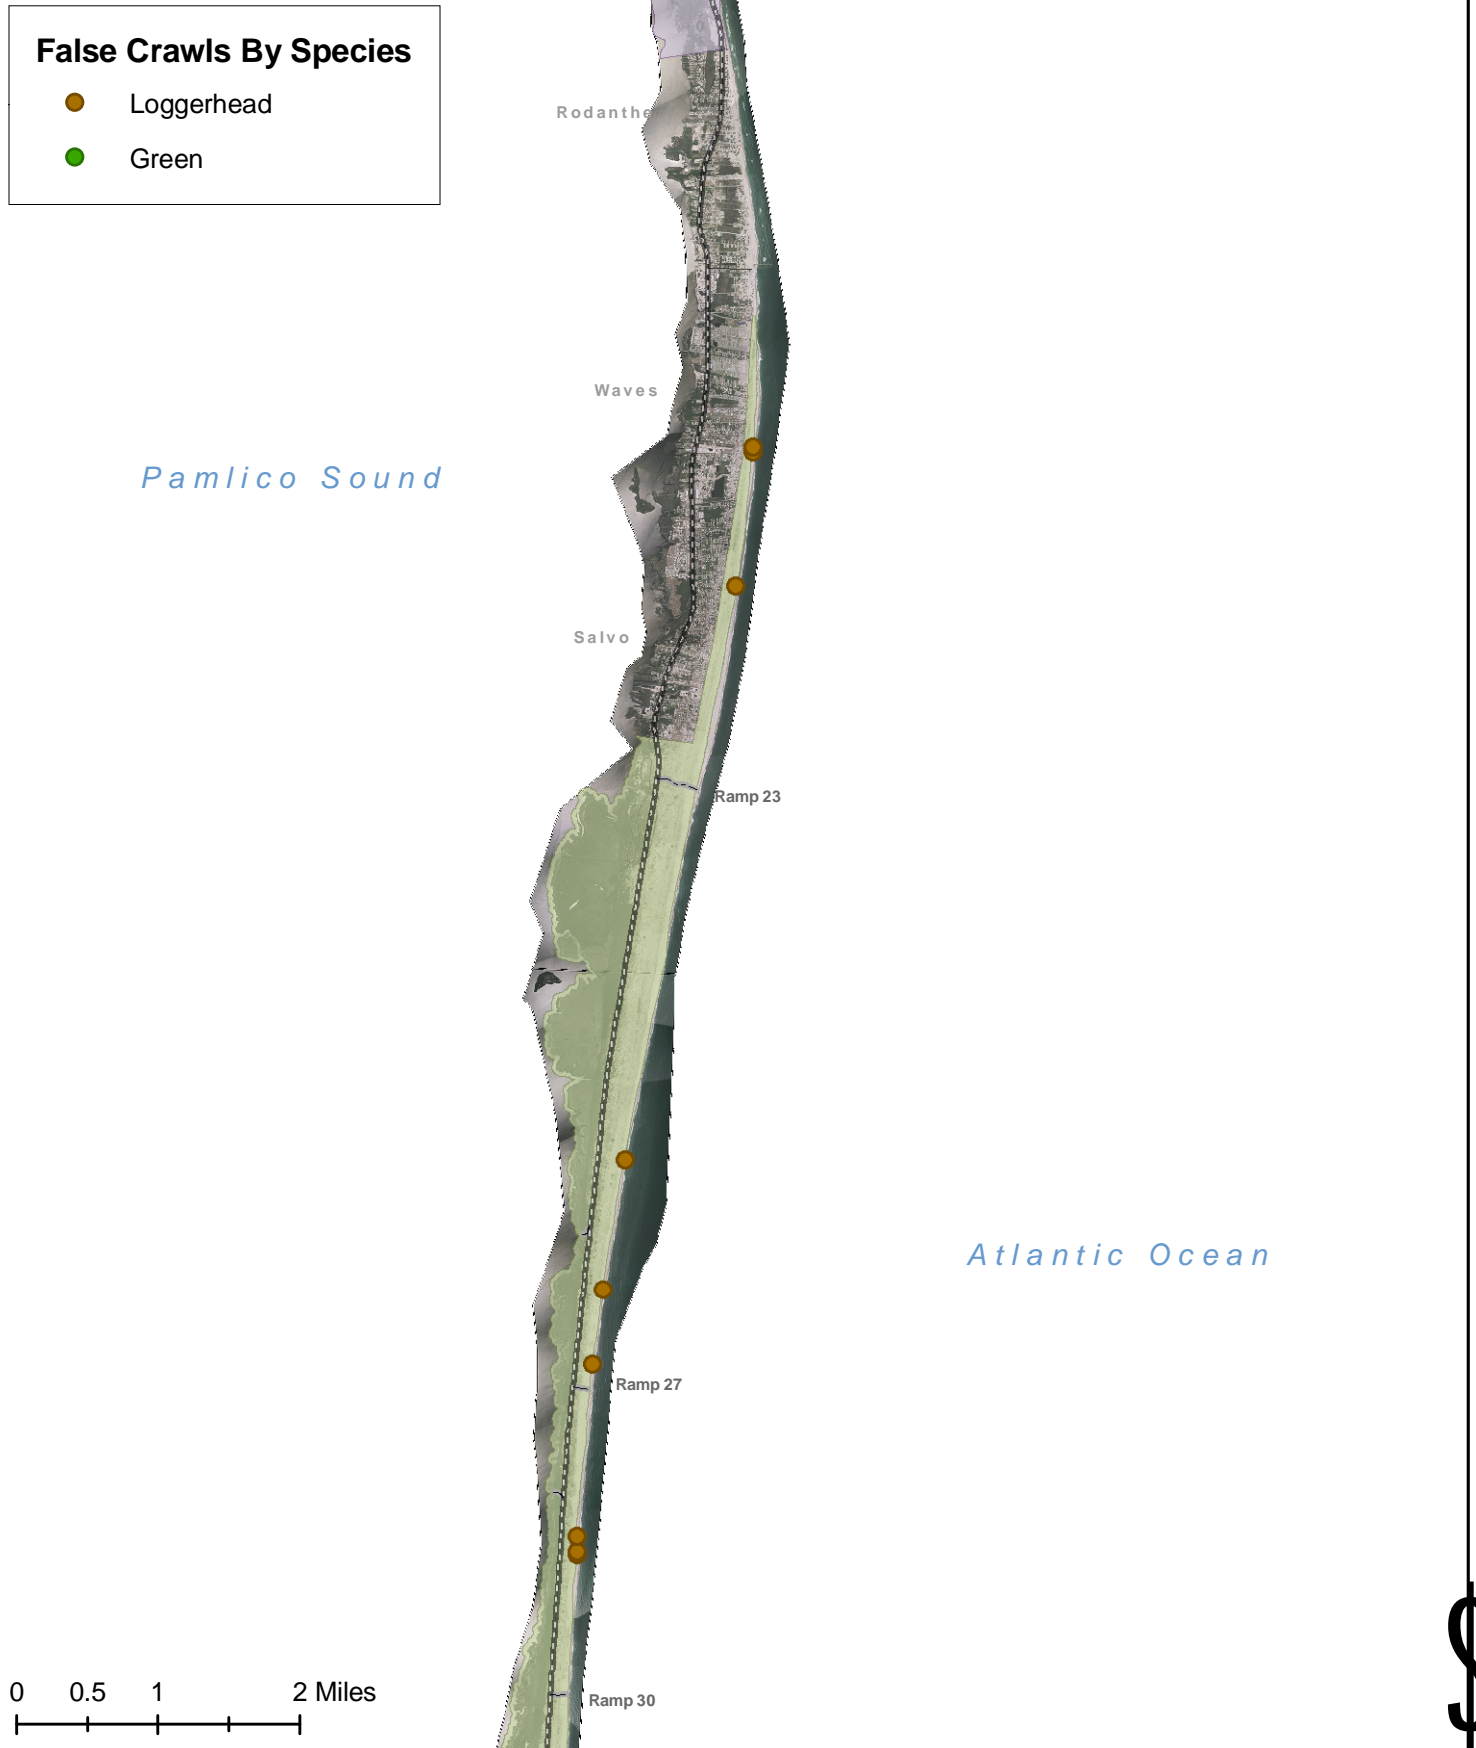 False Crawls By Species
Loggerhead
Green
Rodanthe
Waves
Pamlico Sound
Salvo
Ramp 23
Atlantic Ocean
Ramp 27
Ramp 30
0 0.5 1 2 Miles